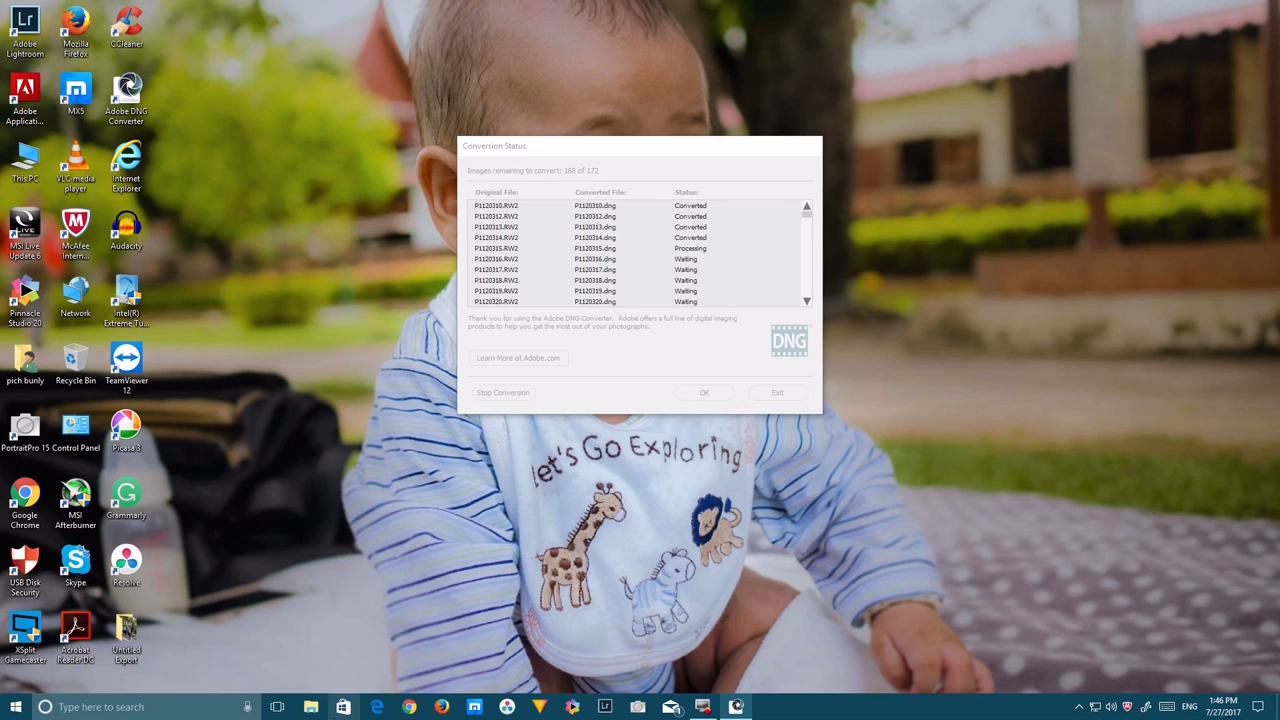 Adobe Lightroom
Mozilla Firefox
CCleaner
Adobe Applicati...
MX5
Adobe DNG Converter
This PC
VLC media player
Internet Explorer
MSI Live Update 6
McAfee Intern...
Audacity
Pinnacle Studio 20
Network
Intel(R) Extreme Tu...
pich bunly
Recycle Bin
TeamViewer 12
PortraitPro 15
Control Panel
Picasa 3
Google Chrome
MSI Afterburner
Grammarly
USB Disk Security
Skype
Resolve
XSplit Gamecaster
Acrobat Reader DC
Untitled Export
Conversion Status
Images remaining to convert: 168 of 172
Original File: Converted File: Status:
P1120310.RW2 P1120310.dng Converted
P1120312.RW2 P1120312.dng Converted
P1120313.RW2 P1120313.dng Converted
P1120314.RW2 P1120314.dng Converted
P1120315.RW2 P1120315.dng Processing
P1120316.RW2 P1120316.dng Waiting
P1120317.RW2 P1120317.dng Waiting
P1120318.RW2 P1120318.dng Waiting
P1120319.RW2 P1120319.dng Waiting
P1120320.RW2 P1120320.dng Waiting
Thank you for using the Adobe DNG Converter. Adobe offers a full line of digital imaging
products to help you get the most out of your photographs.
DNG
Learn More at Adobe.com
Stop Conversion OK Exit
let's Go Exploring
Type here to search
Lr
ENG
1:46 PM
7/27/2017